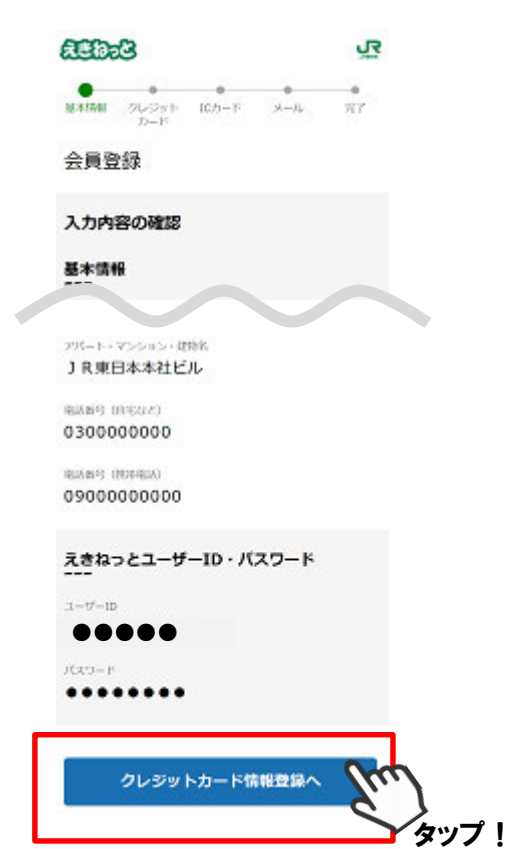 えきねっと
JR
基本情報 クレジット ICカード メール 完了
カード
会員登録
入力内容の確認
基本情報
アパート・マンション・建物名
JR東日本本社ビル
電話番号（自宅など）
0300000000
電話番号（携帯電話）
09000000000
えきねっとユーザーID・パスワード
ユーザーID
●●●●●
パスワード
●●●●●●●●
クレジットカード情報登録へ
タップ！